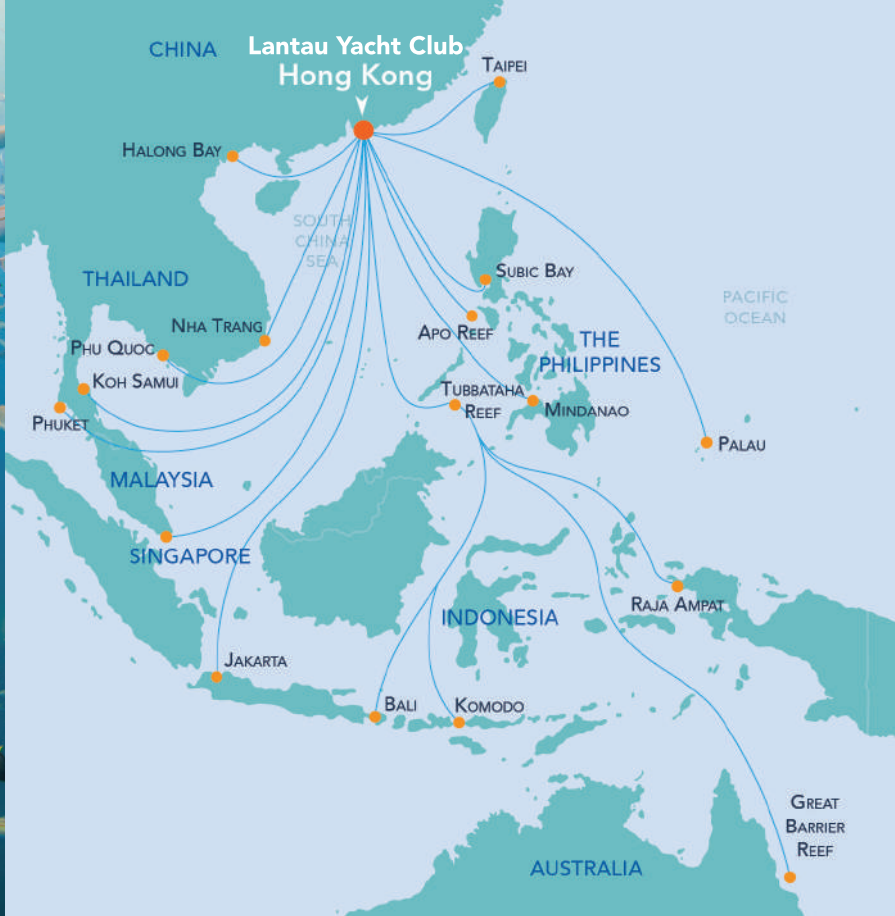 CHINA
Lantau Yacht Club
Hong Kong
TAIPEI
HALONG BAY
SOUTH
CHINA
SEA
THAILAND
SUBIC BAY
PACIFIC
OCEAN
NHA TRANG
APO REEF
THE
PHILIPPINES
PHU QUOC
KOH SAMUI
PHUKET
TUBBATAHA
REEF
MINDANAO
PALAU
MALAYSIA
SINGAPORE
RAJA AMPAT
INDONESIA
JAKARTA
BALI
KOMODO
GREAT
BARRIER
REEF
AUSTRALIA